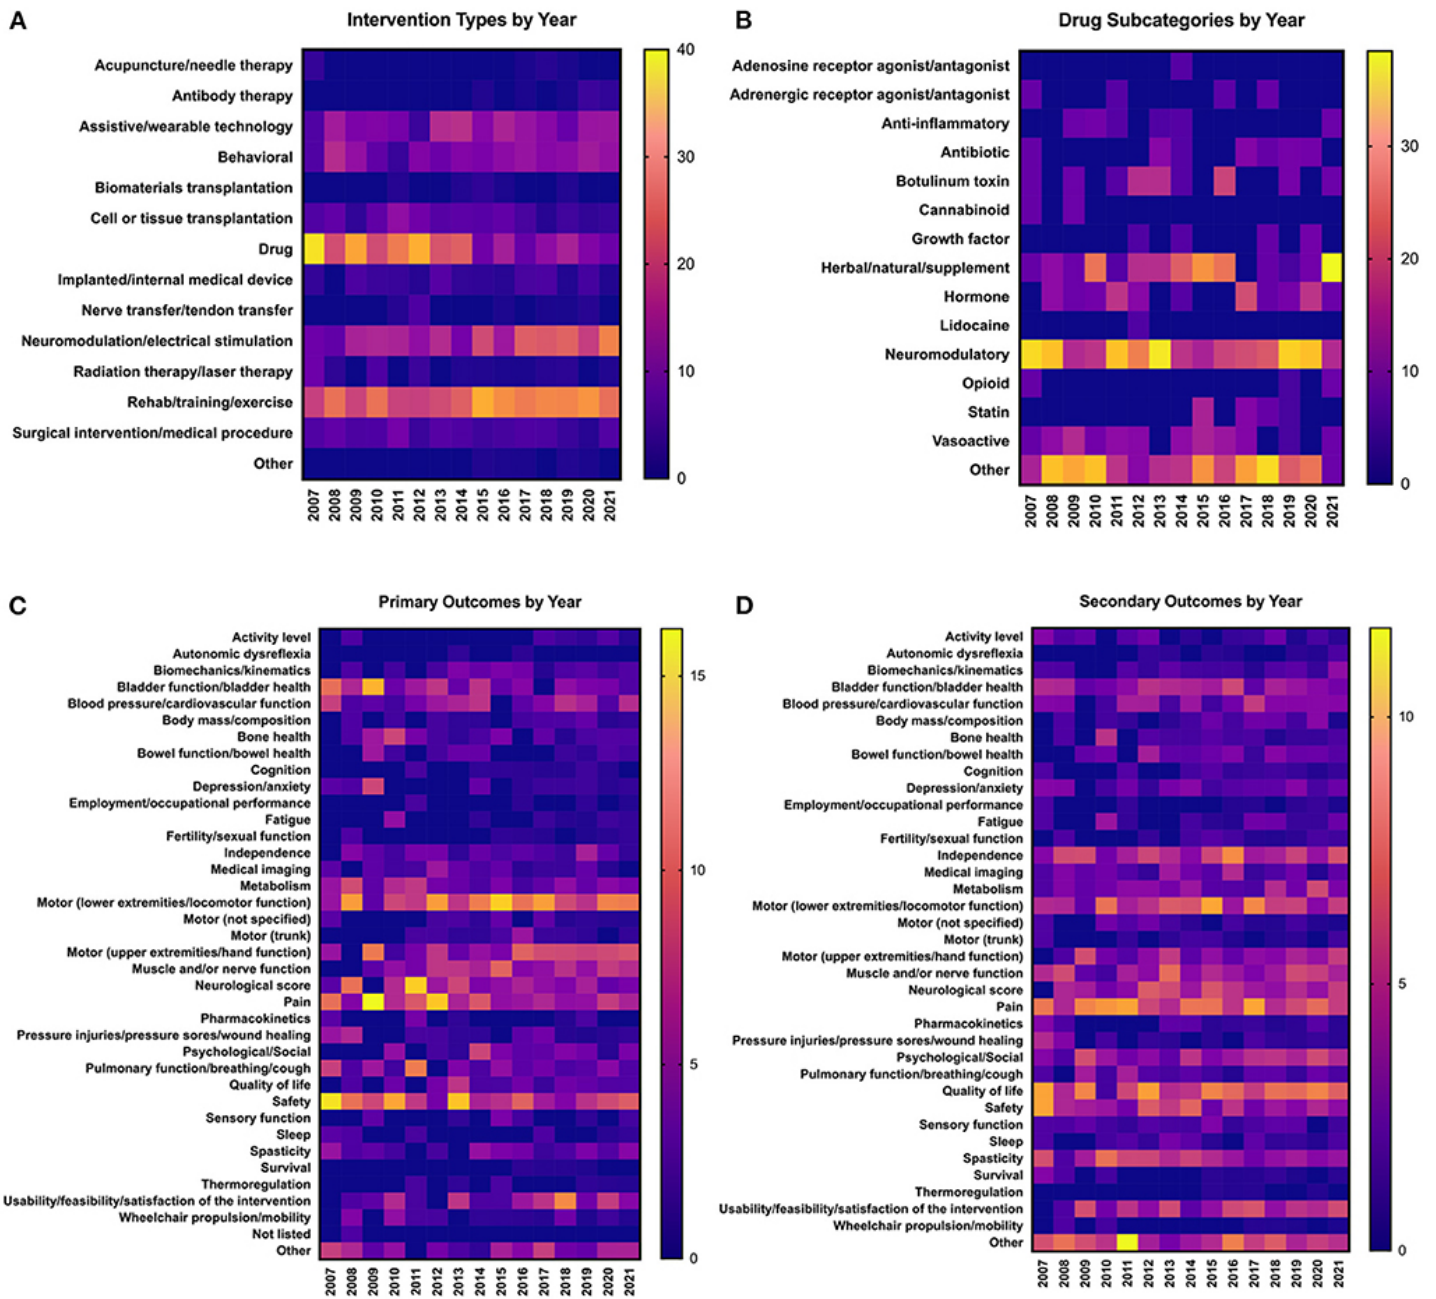 A
Intervention Types by Year
Acupuncture/needle therapy
Antibody therapy
Assistive/wearable technology
Behavioral
Biomaterials transplantation
Cell or tissue transplantation
Drug
Implanted/internal medical device
Nerve transfer/tendon transfer
Neuromodulation/electrical stimulation
Radiation therapy/laser therapy
Rehab/training/exercise
Surgical intervention/medical procedure
Other
2007 2008 2009 2010 2011 2012 2013 2014 2015 2016 2017 2018 2019 2020 2021
40
30
20
10
0
B
Drug Subcategories by Year
Adenosine receptor agonist/antagonist
Adrenergic receptor agonist/antagonist
Anti-inflammatory
Antibiotic
Botulinum toxin
Cannabinoid
Growth factor
Herbal/natural/supplement
Hormone
Lidocaine
Neuromodulatory
Opioid
Statin
Vasoactive
Other
2007 2008 2009 2010 2011 2012 2013 2014 2015 2016 2017 2018 2019 2020 2021
30
20
10
0
C
Primary Outcomes by Year
Activity level
Autonomic dysreflexia
Biomechanics/kinematics
Bladder function/bladder health
Blood pressure/cardiovascular function
Body mass/composition
Bone health
Bowel function/bowel health
Cognition
Depression/anxiety
Employment/occupational performance
Fatigue
Fertility/sexual function
Independence
Medical imaging
Metabolism
Motor (lower extremities/locomotor function)
Motor (not specified)
Motor (trunk)
Motor (upper extremities/hand function)
Muscle and/or nerve function
Neurological score
Pain
Pharmacokinetics
Pressure injuries/pressure sores/wound healing
Psychological/Social
Pulmonary function/breathing/cough
Quality of life
Safety
Sensory function
Sleep
Spasticity
Survival
Thermoregulation
Usability/feasibility/satisfaction of the intervention
Wheelchair propulsion/mobility
Not listed
Other
2007 2008 2009 2010 2011 2012 2013 2014 2015 2016 2017 2018 2019 2020 2021
15
10
5
0
D
Secondary Outcomes by Year
Activity level
Autonomic dysreflexia
Biomechanics/kinematics
Bladder function/bladder health
Blood pressure/cardiovascular function
Body mass/composition
Bone health
Bowel function/bowel health
Cognition
Depression/anxiety
Employment/occupational performance
Fatigue
Fertility/sexual function
Independence
Medical imaging
Metabolism
Motor (lower extremities/locomotor function)
Motor (not specified)
Motor (trunk)
Motor (upper extremities/hand function)
Muscle and/or nerve function
Neurological score
Pain
Pharmacokinetics
Pressure injuries/pressure sores/wound healing
Psychological/Social
Pulmonary function/breathing/cough
Quality of life
Safety
Sensory function
Sleep
Spasticity
Survival
Thermoregulation
Usability/feasibility/satisfaction of the intervention
Wheelchair propulsion/mobility
Other
2007 2008 2009 2010 2011 2012 2013 2014 2015 2016 2017 2018 2019 2020 2021
10
5
0